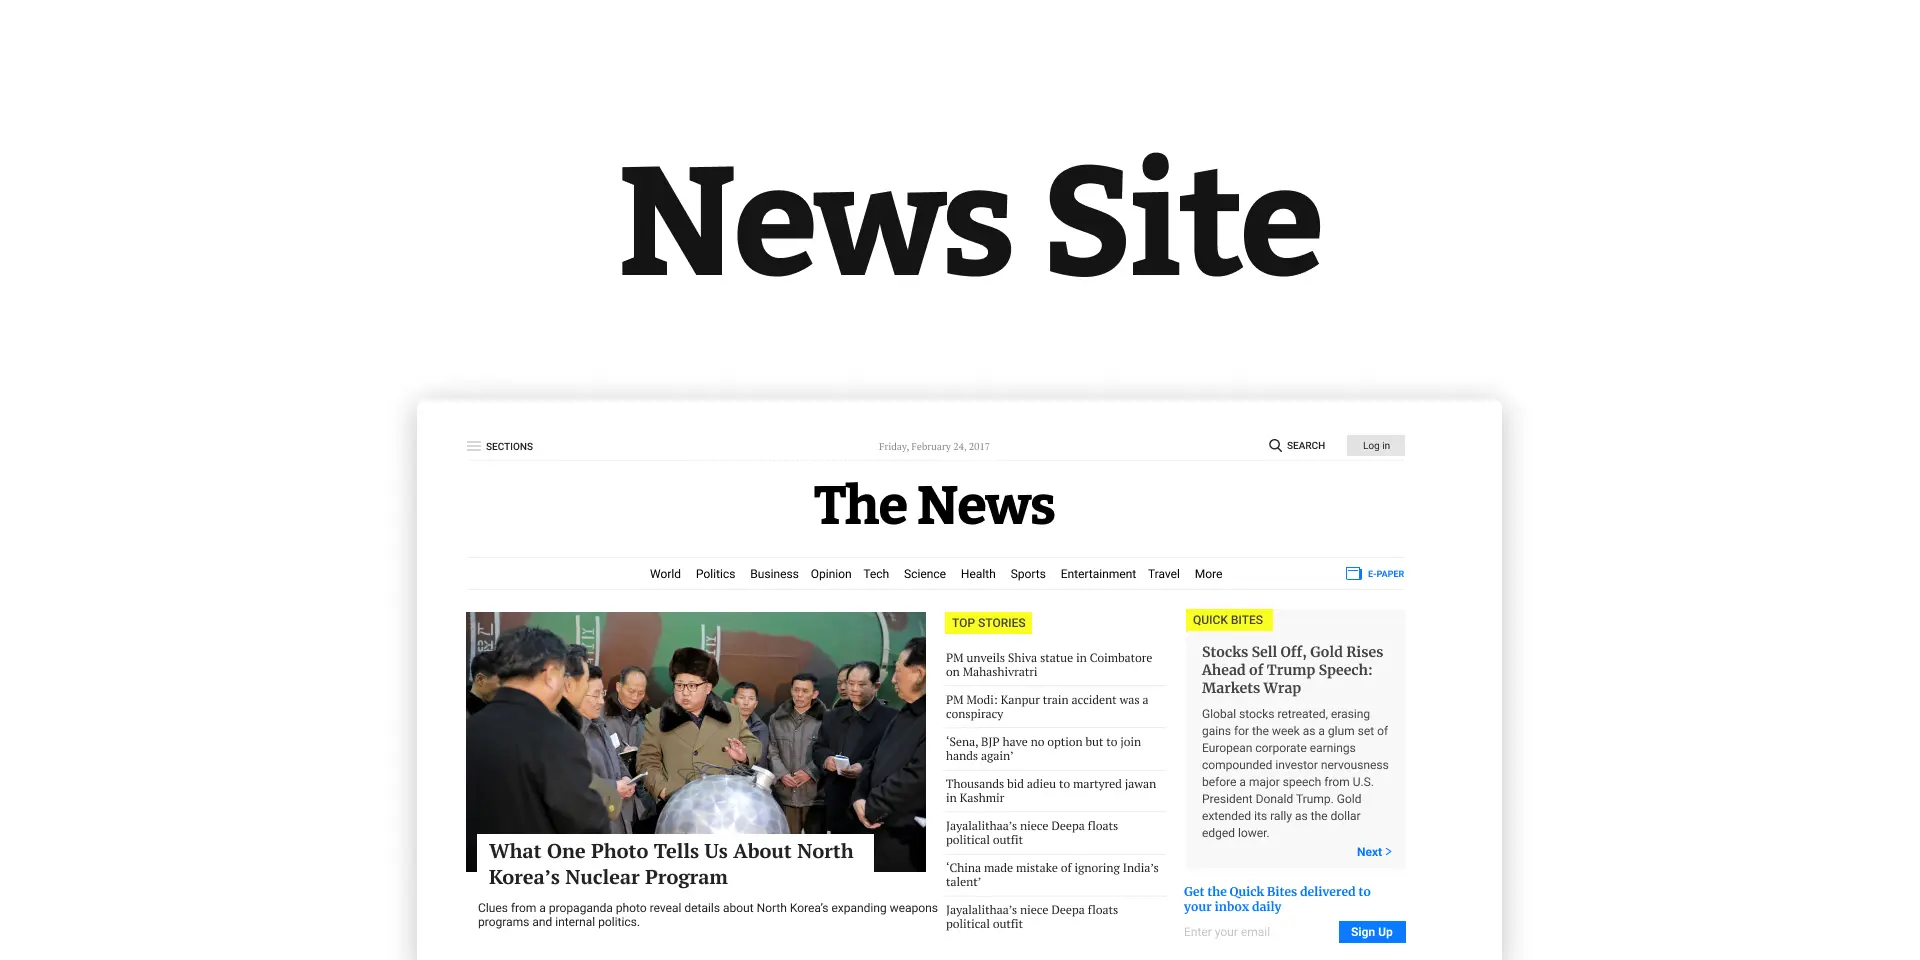 News Site
SECTIONS
Friday, February 24, 2017
SEARCH
Log in
The News
World Politics Business Opinion Tech Science Health Sports Entertainment Travel More
E-PAPER
What One Photo Tells Us About North
Korea’s Nuclear Program
Clues from a propaganda photo reveal details about North Korea’s expanding weapons
programs and internal politics.
TOP STORIES
PM unveils Shiva statue in Coimbatore
on Mahashivratri
PM Modi: Kanpur train accident was a
conspiracy
‘Sena, BJP have no option but to join
hands again’
Thousands bid adieu to martyred jawan
in Kashmir
Jayalalithaa’s niece Deepa floats
political outfit
‘China made mistake of ignoring India’s
talent’
Jayalalithaa’s niece Deepa floats
political outfit
QUICK BITES
Stocks Sell Off, Gold Rises
Ahead of Trump Speech:
Markets Wrap
Global stocks retreated, erasing
gains for the week as a glum set of
European corporate earnings
compounded investor nervousness
before a major speech from U.S.
President Donald Trump. Gold
extended its rally as the dollar
edged lower.
Next >
Get the Quick Bites delivered to
your inbox daily
Enter your email
Sign Up